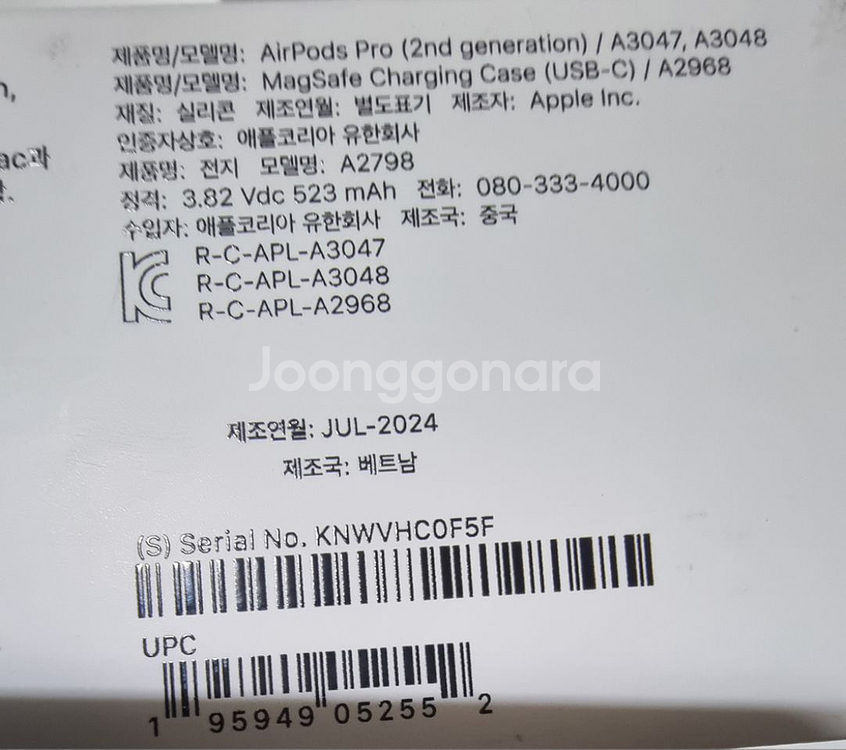 제품명/모델명: AirPods Pro (2nd generation) / A3047, A3048
제품명/모델명: MagSafe Charging Case (USB-C) / A2968
재질: 실리콘 제조연월: 별도표기 제조자: Apple Inc.
인증자상호: 애플코리아 유한회사
제품명: 전지 모델명: A2798
정격: 3.82 Vdc 523 mAh 전화: 080-333-4000
수입자: 애플코리아 유한회사 제조국: 중국
R-C-APL-A3047
R-C-APL-A3048
R-C-APL-A2968
Joonggonara
제조연월: JUL-2024
제조국: 베트남
(S) Serial No. KNWVHC0F5F
UPC
1 95949 05255 2